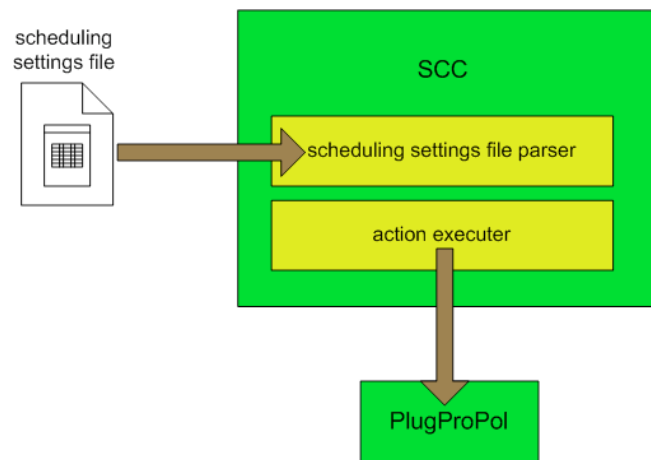 scheduling
settings file
SCC
scheduling settings file parser
action executer
PlugProPol